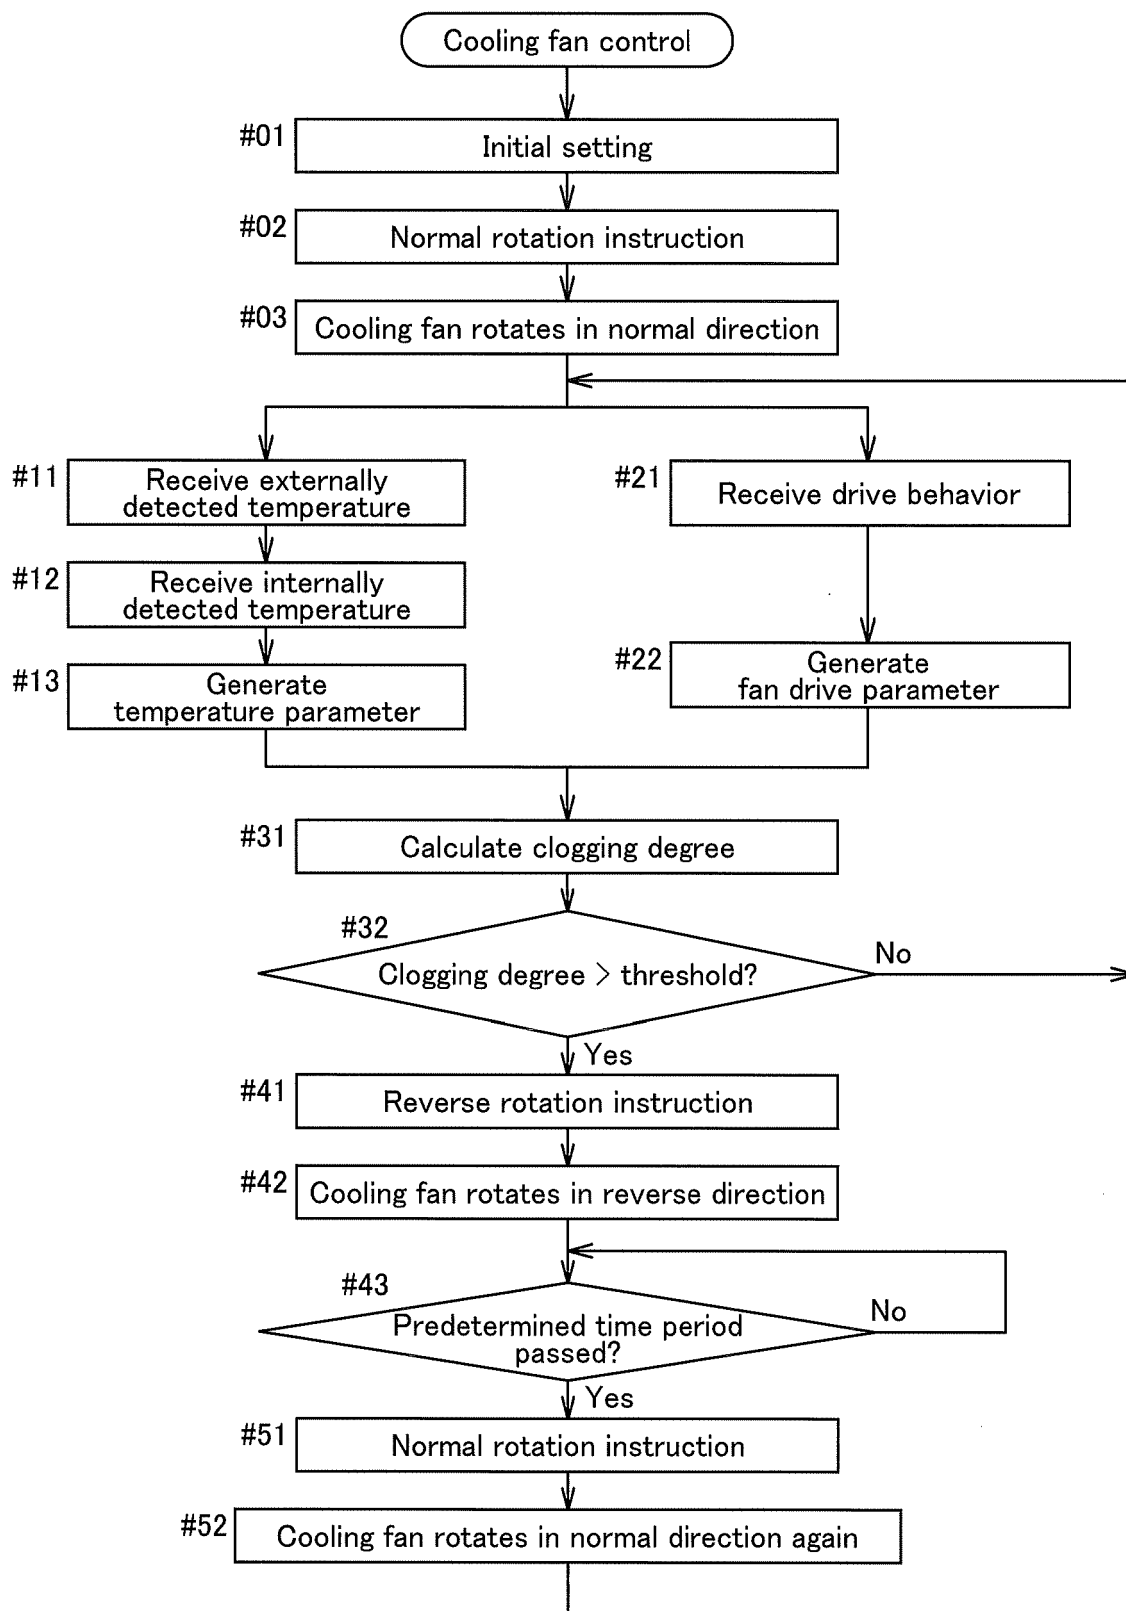 Cooling fan control
#01
Initial setting
#02
Normal rotation instruction
#03
Cooling fan rotates in normal direction
#11
Receive externally
detected temperature
#21
Receive drive behavior
#12
Receive internally
detected temperature
#13
Generate
temperature parameter
#22
Generate
fan drive parameter
#31
Calculate clogging degree
#32
Clogging degree > threshold?
No
Yes
#41
Reverse rotation instruction
#42
Cooling fan rotates in reverse direction
#43
Predetermined time period
passed?
No
Yes
#51
Normal rotation instruction
#52
Cooling fan rotates in normal direction again